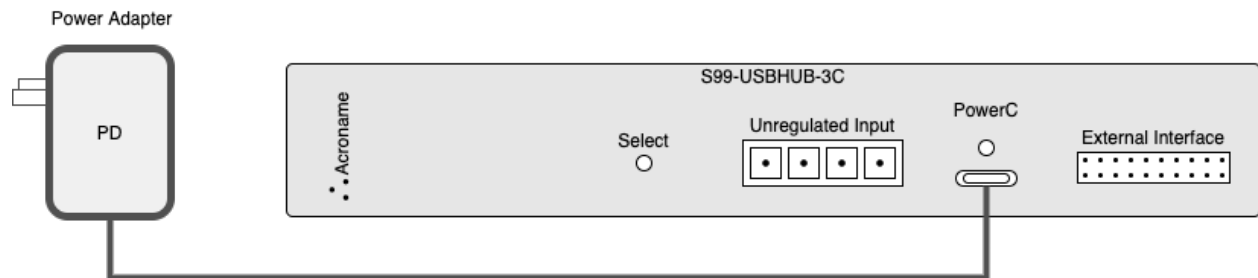 Power Adapter
PD
S99-USBHUB-3C
Acroname
Select
Unregulated Input
PowerC
External Interface